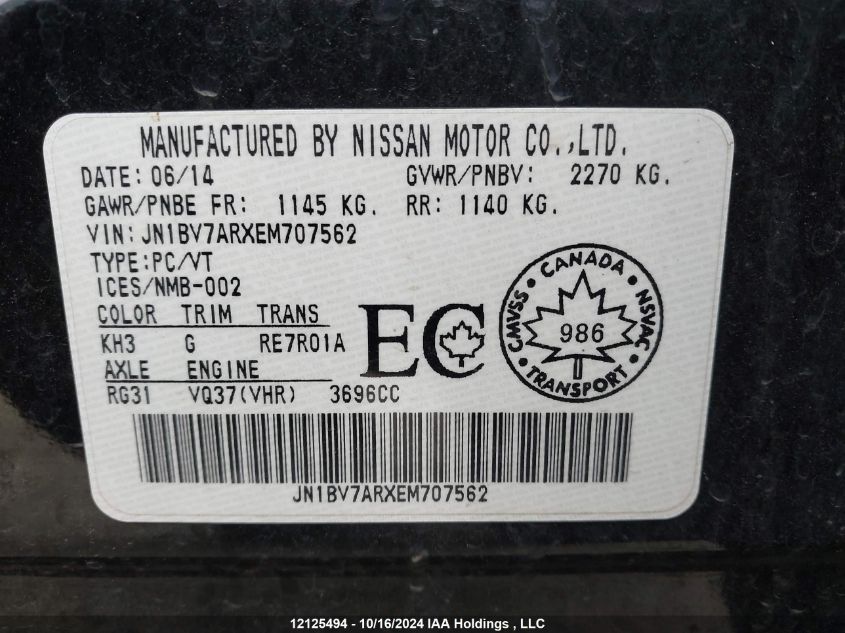 MANUFACTURED BY NISSAN MOTOR CO.,LTD.
DATE: 06/14 GVWR/PNBV: 2270 KG.
GAWR/PNBE FR: 1145 KG. RR: 1140 KG.
VIN: JN1BV7ARXEM707562
TYPE:PC/VT
ICES/NMB-002
COLOR TRIM TRANS
KH3 G RE7R01A
AXLE ENGINE
RG31 VQ37(VHR) 3696CC
EC
CANADA
CMVSS
NSVAC
986
TRANSPORT
JN1BV7ARXEM707562
12125494 - 10/16/2024 IAA Holdings , LLC